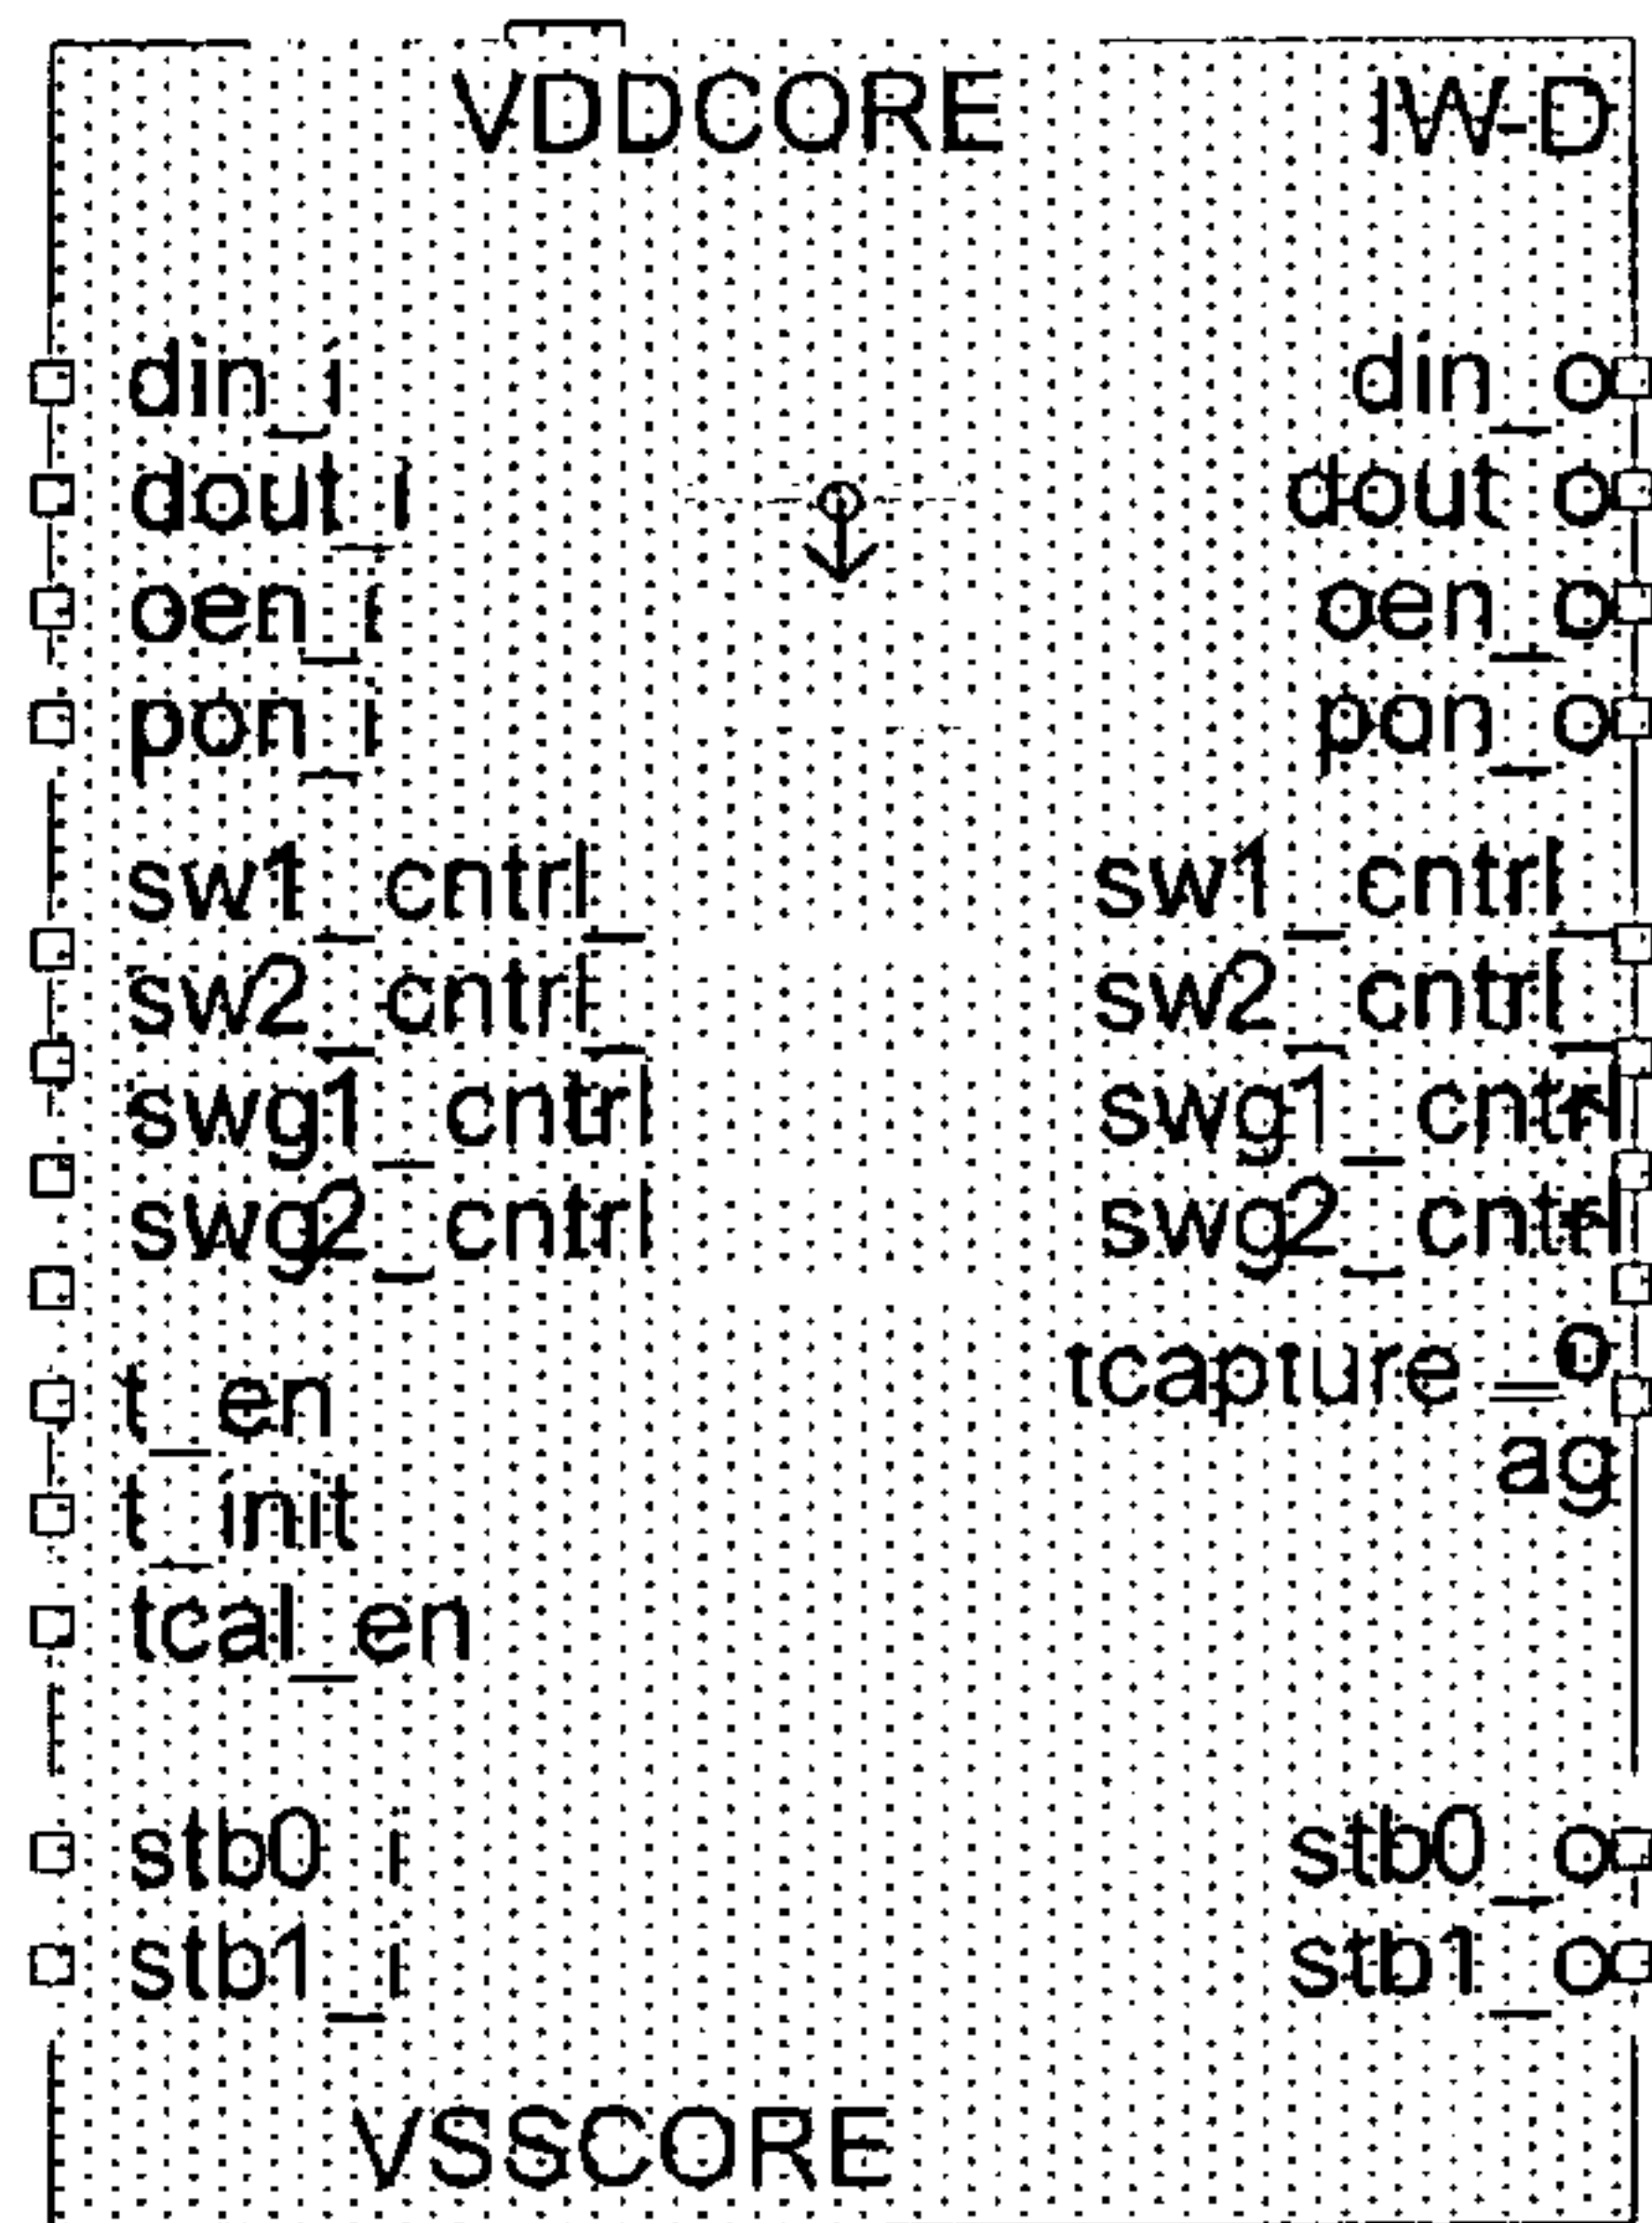 VDDCORE IW-D
din_i din_o
dout_i dout_o
oen_i oen_o
pon_i pon_o
sw1_cntrl_ sw1_cntrl_
sw2_cntrl_ sw2_cntrl_
swg1_cntrl swg1_cntrl
swg2_cntrl swg2_cntrl
tcapture_o
t_en
ag
t_init
tcal_en
stb0_i stb0_o
stb1_i stb1_o
VSSCORE